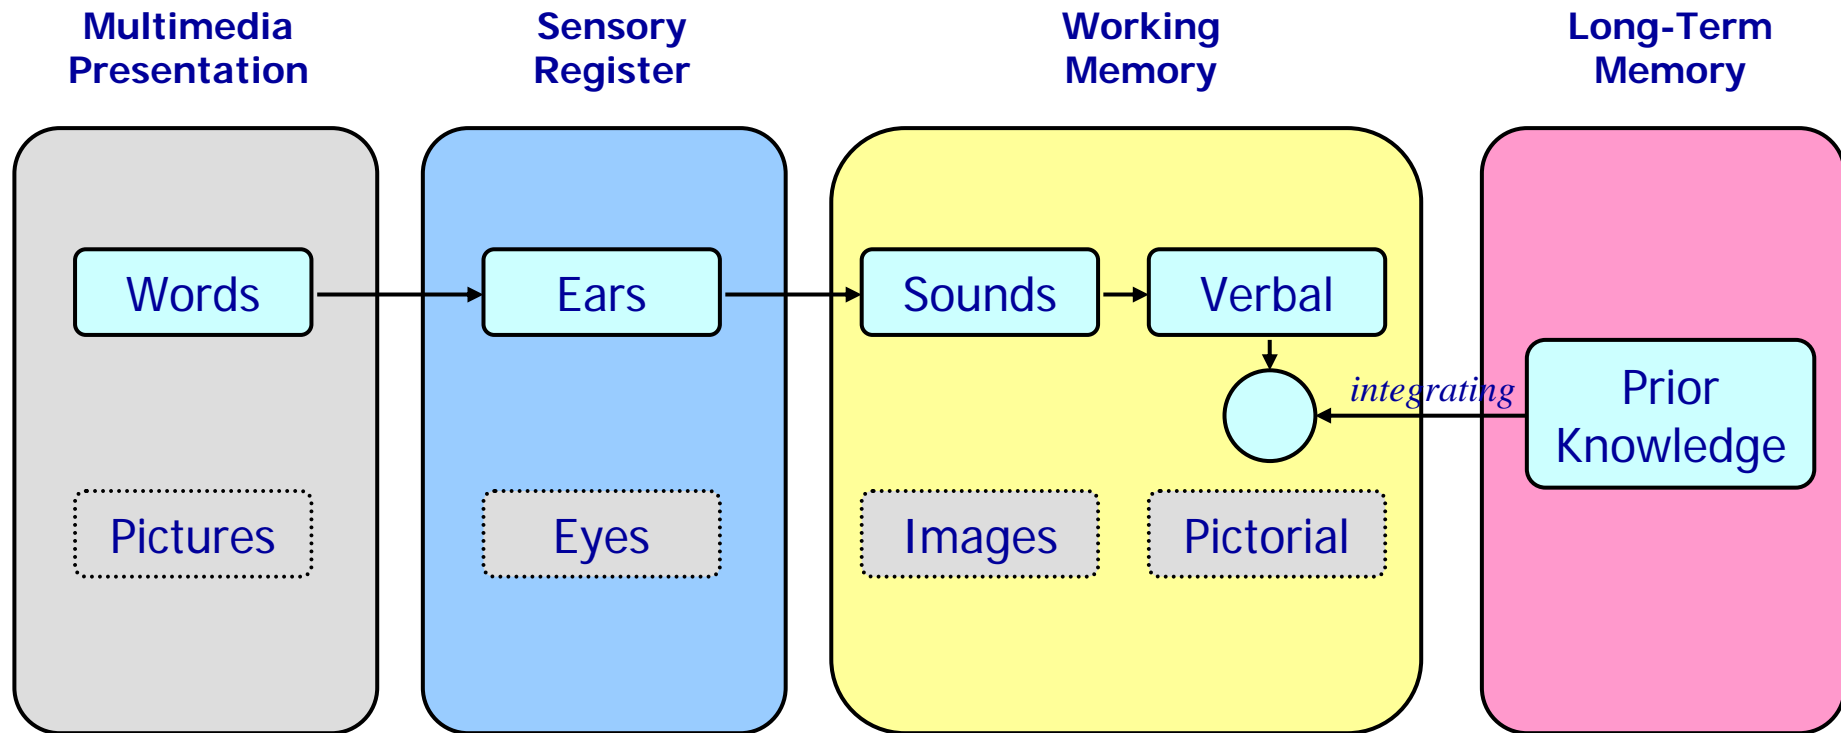 Multimedia
Presentation
Sensory
Register
Working
Memory
Long-Term
Memory
Words
Ears
Sounds
Verbal
integrating
Prior
Knowledge
Pictures
Eyes
Images
Pictorial